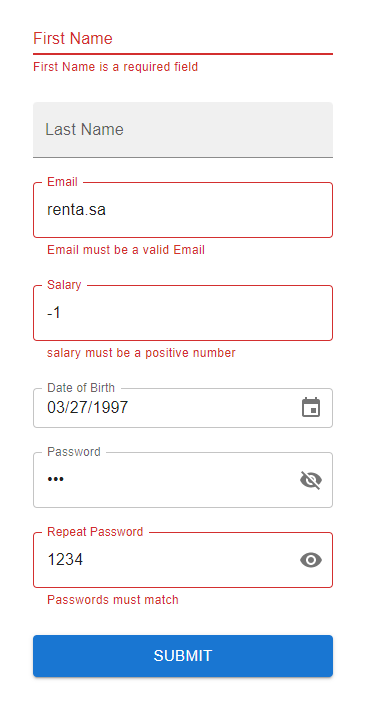 First Name
First Name is a required field
Last Name
Email
renta.sa
Email must be a valid Email
Salary
-1
salary must be a positive number
Date of Birth
03/27/1997
Password
•••
Repeat Password
1234
Passwords must match
SUBMIT